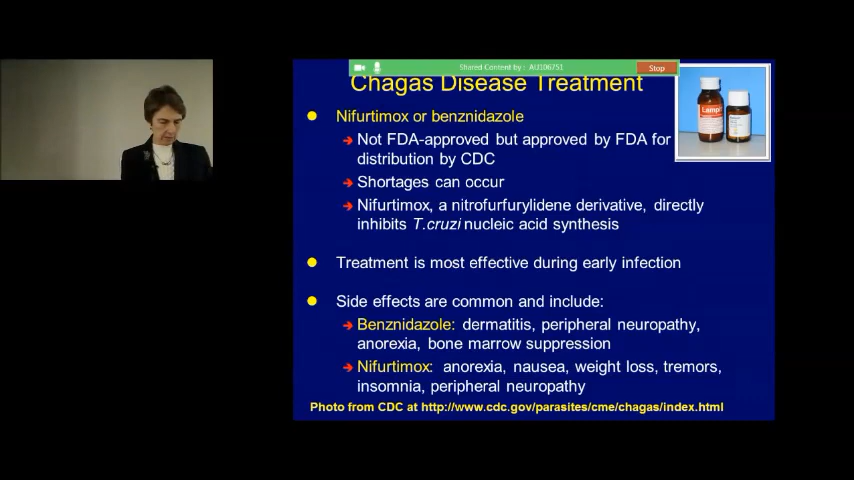 Shared Content by : AU106751
Stop
Chagas Disease Treatment
Nifurtimox or benznidazole
Not FDA-approved but approved by FDA for
distribution by CDC
Shortages can occur
Nifurtimox, a nitrofurfurylidene derivative, directly
inhibits T.cruzi nucleic acid synthesis
Treatment is most effective during early infection
Side effects are common and include:
Benznidazole: dermatitis, peripheral neuropathy,
anorexia, bone marrow suppression
Nifurtimox: anorexia, nausea, weight loss, tremors,
insomnia, peripheral neuropathy
Photo from CDC at http://www.cdc.gov/parasites/cme/chagas/index.html